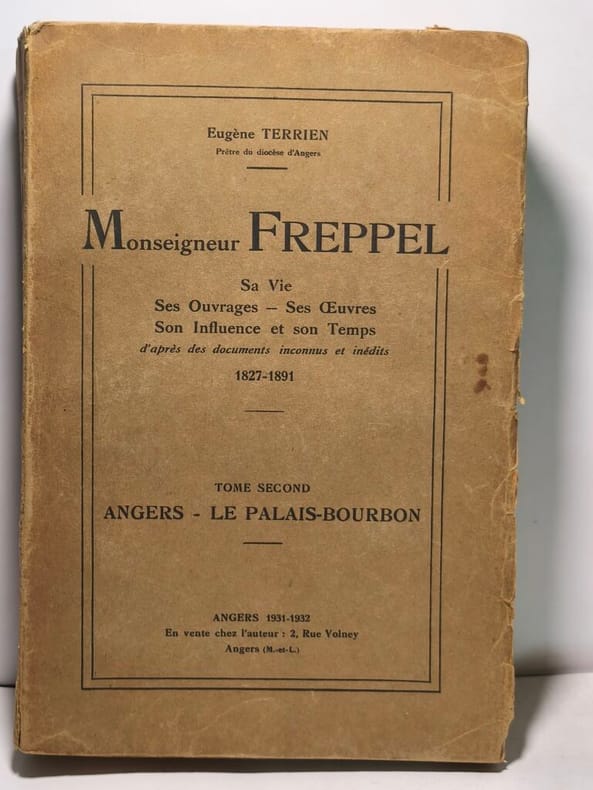 Eugène TERRIEN
Prêtre du diocèse d'Angers
Monseigneur FREPPEL
Sa Vie
Ses Ouvrages – Ses Œuvres
Son Influence et son Temps
d'après des documents inconnus et inédits
1827-1891
TOME SECOND
ANGERS - LE PALAIS-BOURBON
ANGERS 1931-1932
En vente chez l'auteur : 2, Rue Volney
Angers (M.-et-L.)